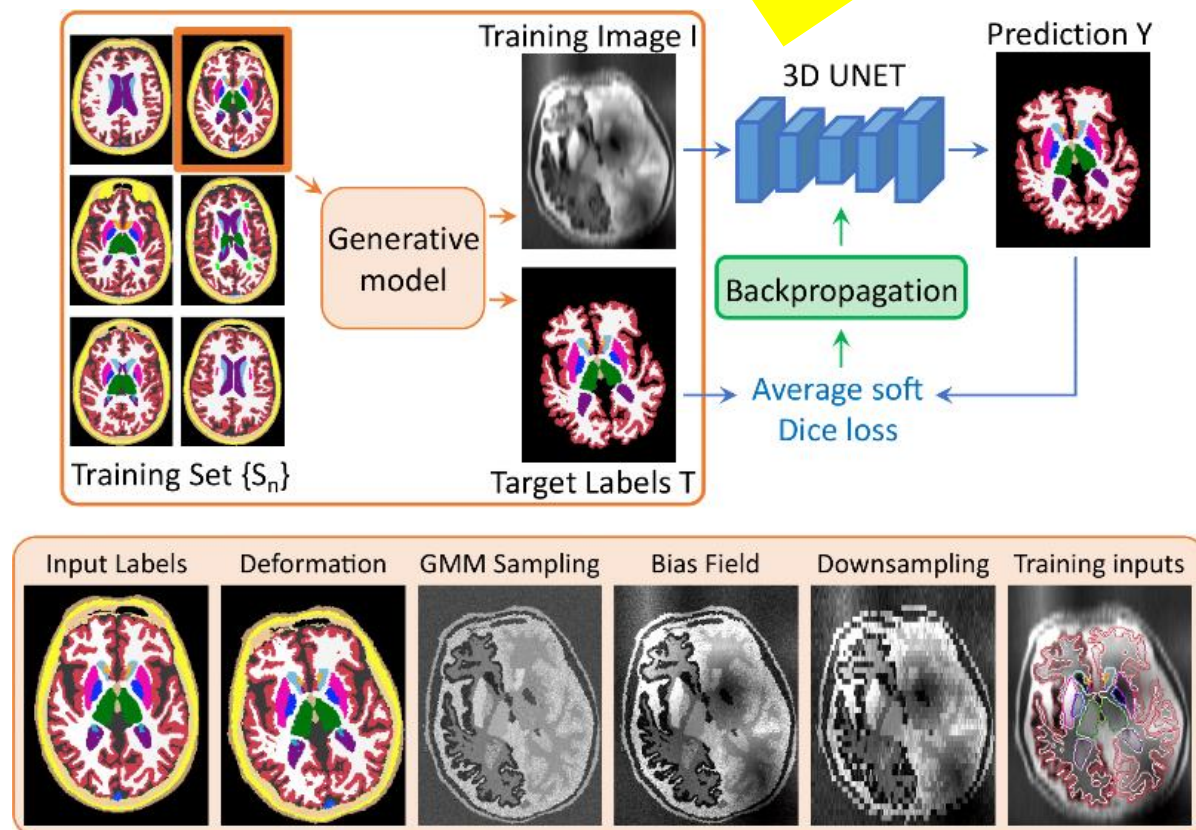 Training Image I
Prediction Y
3D UNET
Generative
model
Backpropagation
Average soft
Dice loss
Training Set {Sₙ}
Target Labels T
Input Labels
Deformation
GMM Sampling
Bias Field
Downsampling
Training inputs